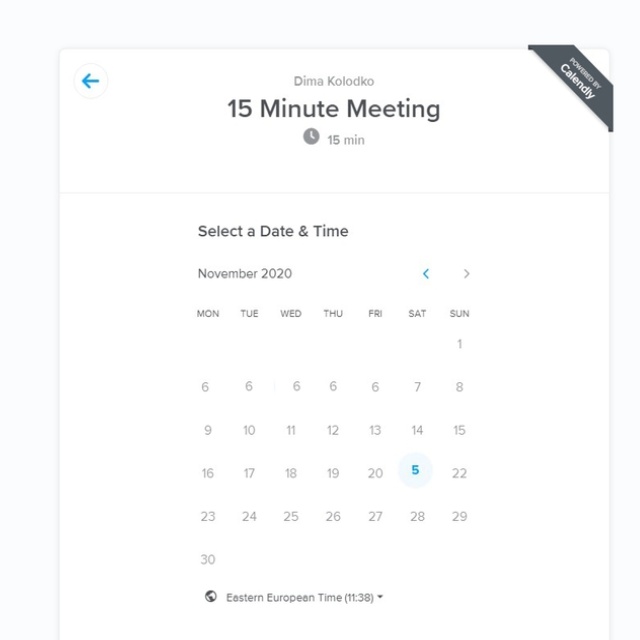 POWERED BY
Calendly
Dima Kolodko
15 Minute Meeting
15 min
Select a Date & Time
November 2020
MON TUE WED THU FRI SAT SUN
1
6 6 6 6 6 7 8
9 10 11 12 13 14 15
16 17 18 19 20 5 22
23 24 25 26 27 28 29
30
Eastern European Time (11:38)